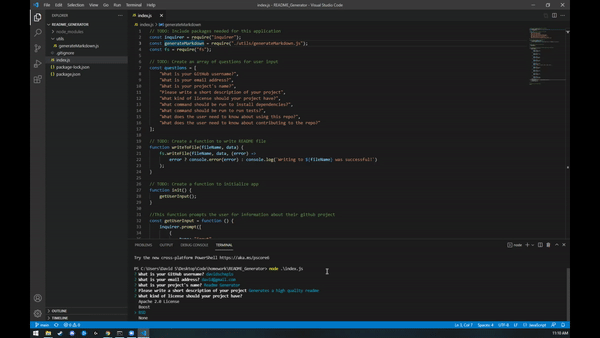 File Edit Selection View Go Run Terminal Help
index.js - README_Generator - Visual Studio Code
EXPLORER
README_GENERATOR
node_modules
utils
generateMarkdown.js
.gitignore
index.js
package-lock.json
package.json
OUTLINE
TIMELINE
index.js
index.js > generateMarkdown
1 // TODO: Include packages needed for this application
2 const inquirer = require("inquirer");
3 const generateMarkdown = require("./utils/generateMarkdown.js");
4 const fs = require("fs");
5
6 // TODO: Create an array of questions for user input
7 const questions = [
8 "What is your GitHub username?",
9 "What is your email address?",
10 "What is your project's name?",
11 "Please write a short description of your project",
12 "What kind of license should your project have?",
13 "What command should be run to install dependencies?",
14 "What command should be run to run tests?",
15 "What does the user need to know about using this repo?",
16 "What does the user need to know about contributing to the repo?"
17 ];
18
19 // TODO: Create a function to write README file
20 function writeToFile(fileName, data) {
21 fs.writeFile(fileName, data, (error) =>
22 error ? console.error(error) : console.log(`Writing to ${fileName} was successful!`)
23 );
24 }
25
26 // TODO: Create a function to initialize app
27 function init() {
28 getUserInput();
29 }
30
31 //This function prompts the user for information about their github project
32 const getUserInput = function () {
33 inquirer.prompt([
34 {
PROBLEMS OUTPUT DEBUG CONSOLE TERMINAL
node
Try the new cross-platform PowerShell https://aka.ms/pscore6
PS C:\Users\David S\Desktop\Code\Homework\README_Generator> node .\index.js
? What is your GitHub username?
? What is your email address?
? What is your project's name? Readme Generator
? Please write a short description of your project Generates a high quality readme
? What kind of license should your project have?
Apache 2.0 License
Boost
> BSD
None
main
0 0
Ln 3, Col 7 Spaces: 4 UTF-8 LF JavaScript
11:18 AM